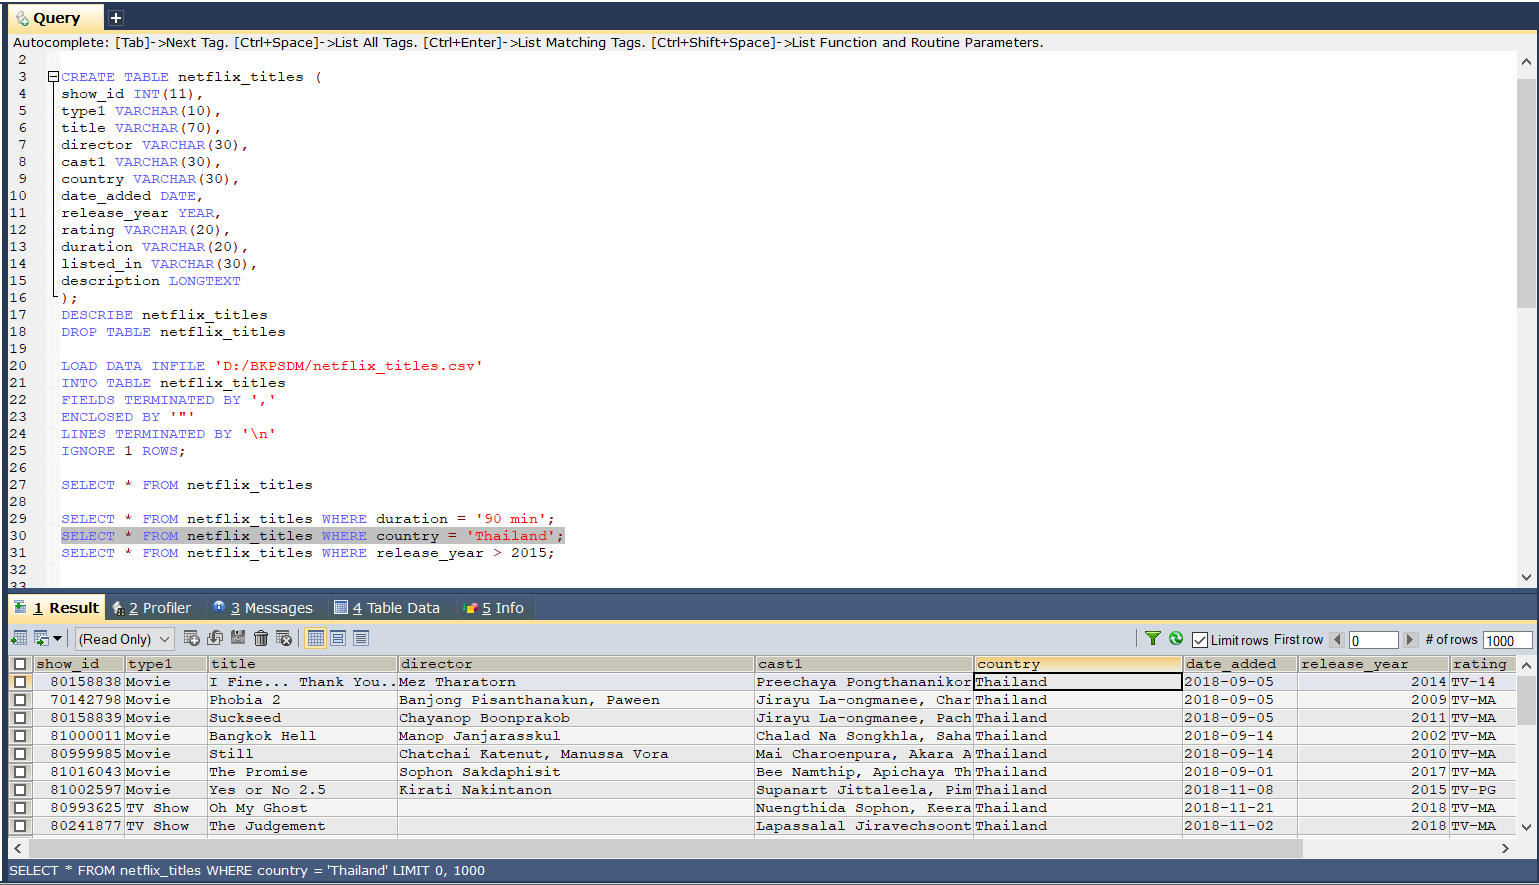 Query
Autocomplete: [Tab]->Next Tag. [Ctrl+Space]->List All Tags. [Ctrl+Enter]->List Matching Tags. [Ctrl+Shift+Space]->List Function and Routine Parameters.
2
3 CREATE TABLE netflix_titles (
4 show_id INT(11),
5 type1 VARCHAR(10),
6 title VARCHAR(70),
7 director VARCHAR(30),
8 cast1 VARCHAR(30),
9 country VARCHAR(30),
10 date_added DATE,
11 release_year YEAR,
12 rating VARCHAR(20),
13 duration VARCHAR(20),
14 listed_in VARCHAR(30),
15 description LONGTEXT
16 );
17 DESCRIBE netflix_titles
18 DROP TABLE netflix_titles
19
20 LOAD DATA INFILE 'D:/BKPSDM/netflix_titles.csv'
21 INTO TABLE netflix_titles
22 FIELDS TERMINATED BY ','
23 ENCLOSED BY '"'
24 LINES TERMINATED BY '\n'
25 IGNORE 1 ROWS;
26
27 SELECT * FROM netflix_titles
28
29 SELECT * FROM netflix_titles WHERE duration = '90 min';
30 SELECT * FROM netflix_titles WHERE country = 'Thailand';
31 SELECT * FROM netflix_titles WHERE release_year > 2015;
32
33
1 Result 2 Profiler 3 Messages 4 Table Data 5 Info
(Read Only) Limit rows First row 0 # of rows 1000
show_id type1 title director cast1 country date_added release_year rating
80158838 Movie I Fine... Thank You.. Mez Tharatorn Preechaya Pongthananikor Thailand 2018-09-05 2014 TV-14
70142798 Movie Phobia 2 Banjong Pisanthanakun, Paween Jirayu La-ongmanee, Char Thailand 2018-09-05 2009 TV-MA
80158839 Movie Suckseed Chayanop Boonprakob Jirayu La-ongmanee, Pach Thailand 2018-09-05 2011 TV-MA
81000011 Movie Bangkok Hell Manop Janjarasskul Chalad Na Songkhla, Saha Thailand 2018-09-14 2002 TV-MA
80999985 Movie Still Chatchai Katenut, Manussa Vora Mai Charoenpura, Akara A Thailand 2018-09-14 2010 TV-MA
81016043 Movie The Promise Sophon Sakdaphisit Bee Namthip, Apichaya Th Thailand 2018-09-01 2017 TV-MA
81002597 Movie Yes or No 2.5 Kirati Nakintanon Supanart Jittaleela, Pim Thailand 2018-11-08 2015 TV-PG
80993625 TV Show Oh My Ghost Nuengthida Sophon, Keera Thailand 2018-11-21 2018 TV-MA
80241877 TV Show The Judgement Lapassalal Jiravechsoont Thailand 2018-11-02 2018 TV-MA
SELECT * FROM netflix_titles WHERE country = 'Thailand' LIMIT 0, 1000